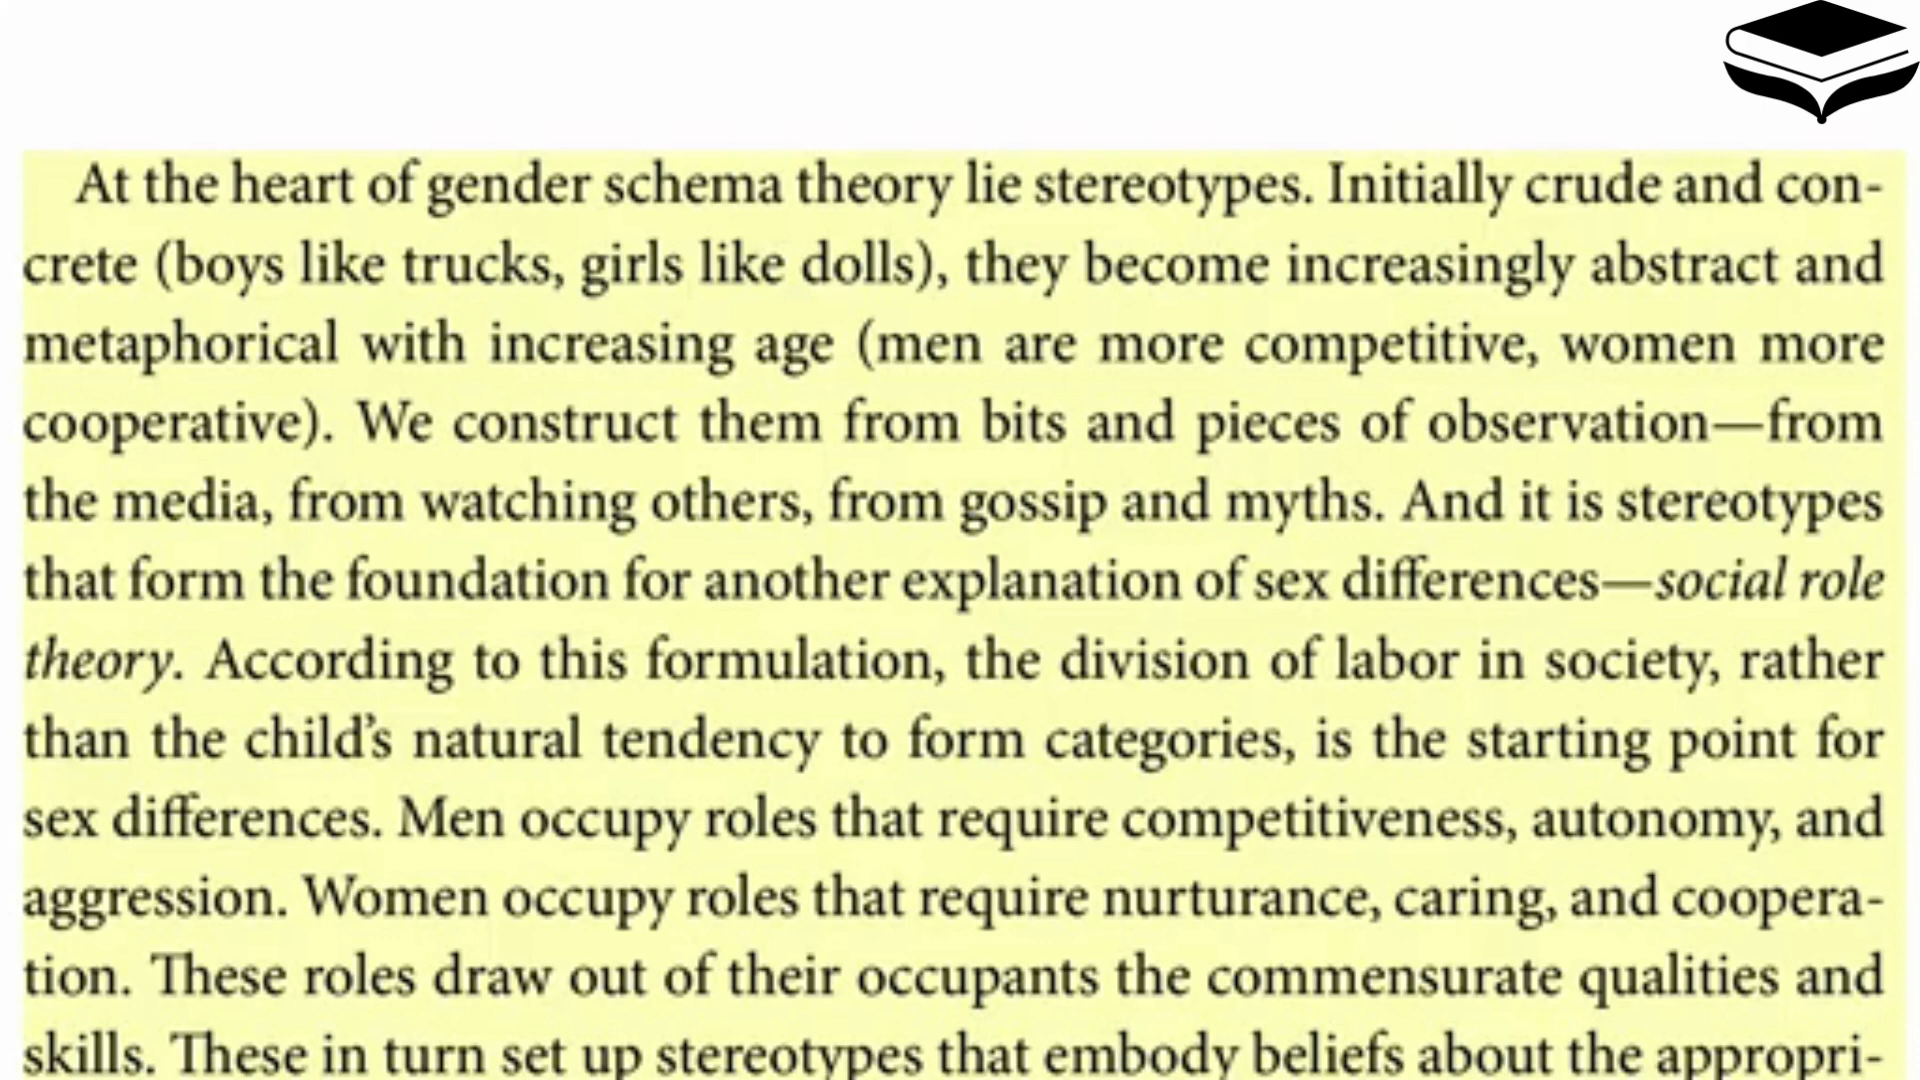 At the heart of gender schema theory lie stereotypes. Initially crude and con-
crete (boys like trucks, girls like dolls), they become increasingly abstract and
metaphorical with increasing age (men are more competitive, women more
cooperative). We construct them from bits and pieces of observation—from
the media, from watching others, from gossip and myths. And it is stereotypes
that form the foundation for another explanation of sex differences—social role
theory. According to this formulation, the division of labor in society, rather
than the child’s natural tendency to form categories, is the starting point for
sex differences. Men occupy roles that require competitiveness, autonomy, and
aggression. Women occupy roles that require nurturance, caring, and coopera-
tion. These roles draw out of their occupants the commensurate qualities and
skills. These in turn set up stereotypes that embody beliefs about the appropri-